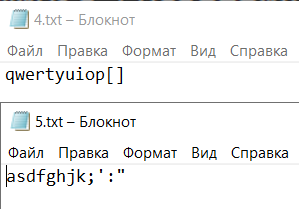 4.txt – Блокнот
Файл Правка Формат Вид Справка
qwertyuiop[]
5.txt – Блокнот
Файл Правка Формат Вид Справка
asdfghjk;':"